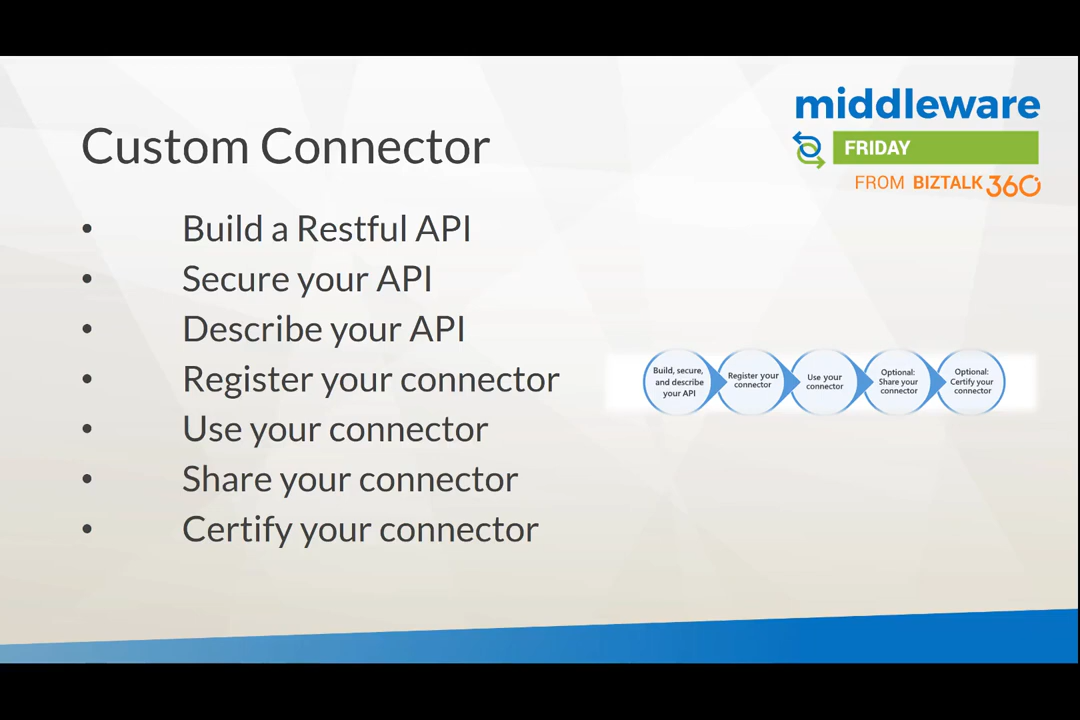 middleware
FRIDAY
FROM BIZTALK 360
Custom Connector
• Build a Restful API
• Secure your API
• Describe your API
• Register your connector
• Use your connector
• Share your connector
• Certify your connector
Build, secure,
and describe
your API
Register your
connector
Use your
connector
Optional:
Share your
connector
Optional:
Certify your
connector